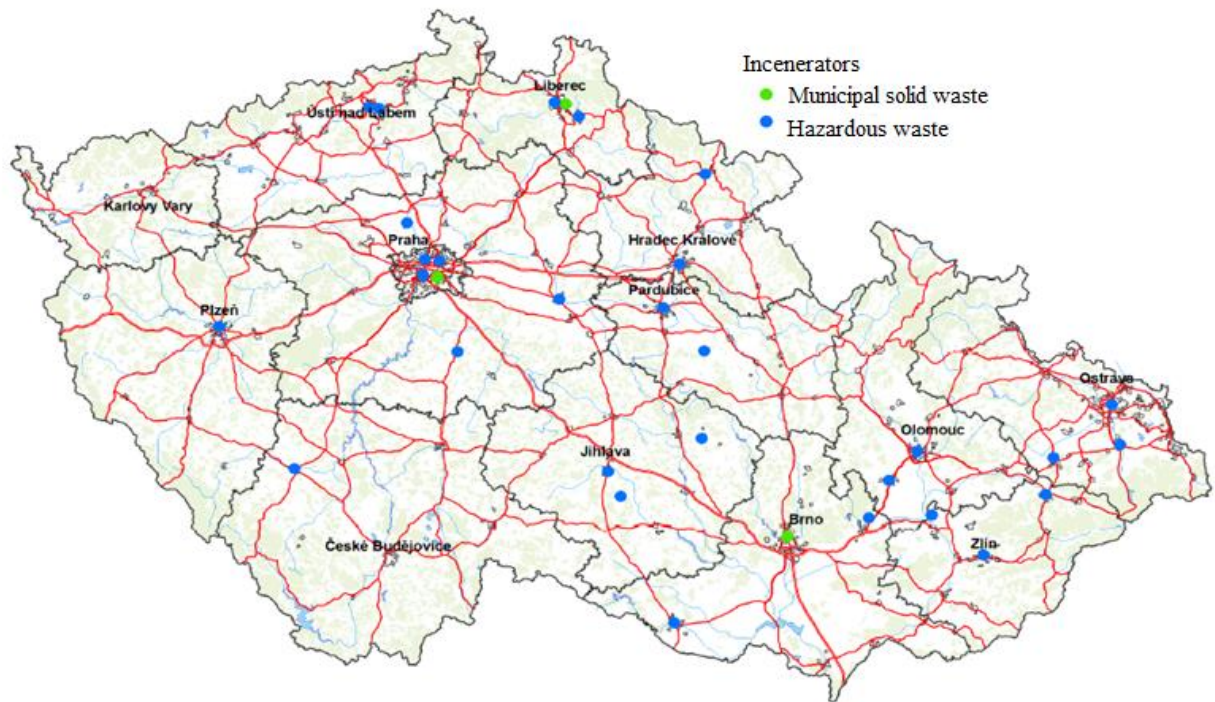 Incenerators
Municipal solid waste
Hazardous waste
Liberec
Ústí nad Labem
Karlovy Vary
Praha
Hradec Králové
Pardubice
Plzeň
Ostrava
Olomouc
Jihlava
Brno
České Budějovice
Zlín